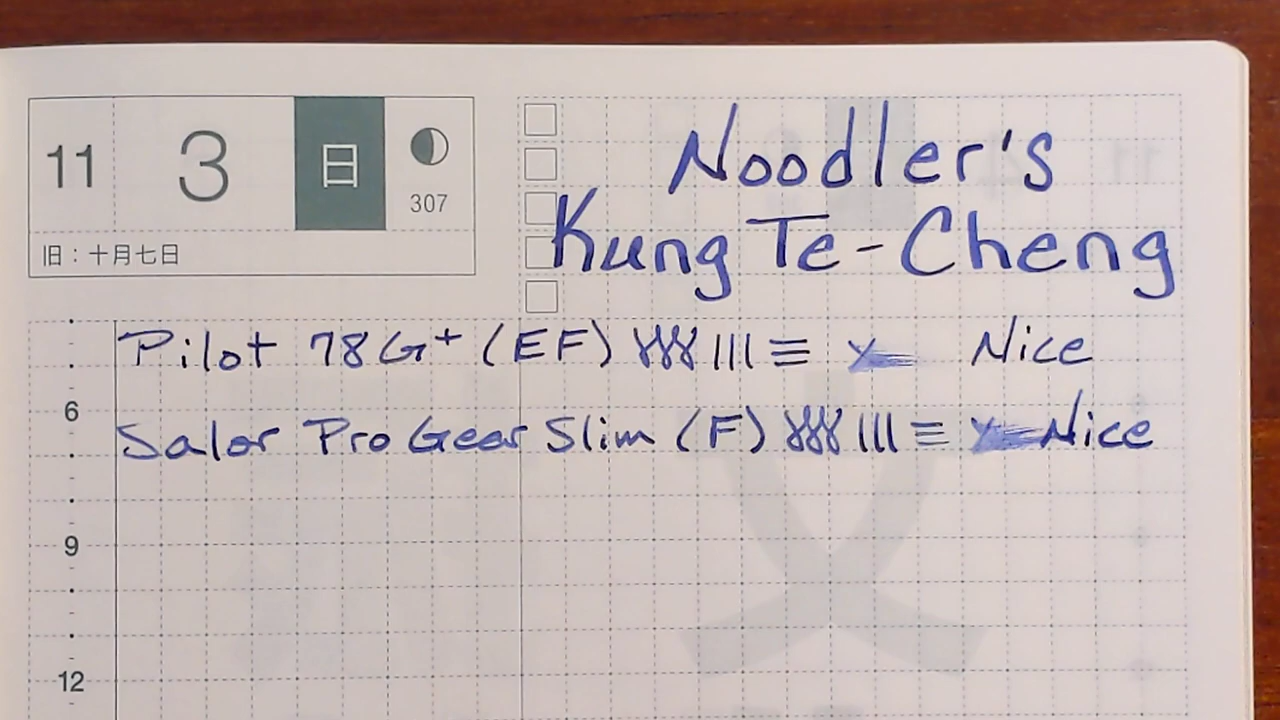 11 3 日
307
旧：十月七日
Noodler's
Kung Te-Cheng
Pilot 78G+ (EF) Nice
6
Salor Pro Gear Slim (F) Nice
9
12